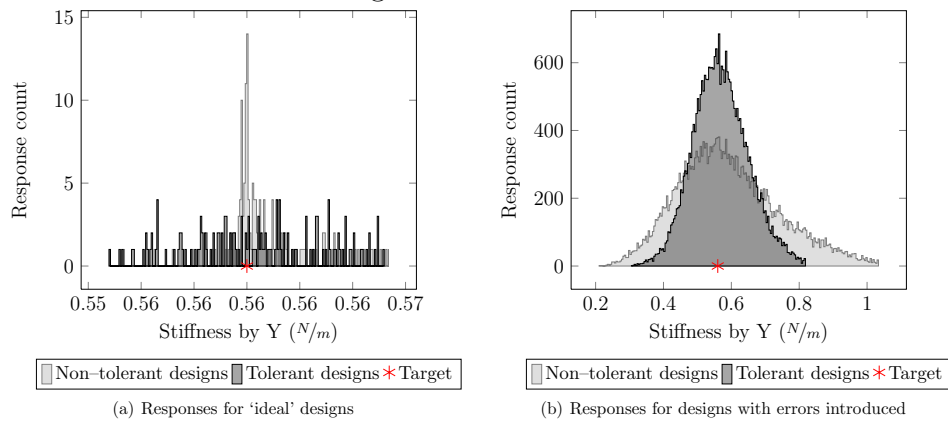 15
10
5
0
Response count
0.55
0.56
0.56
0.56
0.56
0.56
0.57
Stiffness by Y (N/m)
Non–tolerant designs
Tolerant designs
Target
(a) Responses for ‘ideal’ designs
600
400
200
0
Response count
0.2
0.4
0.6
0.8
1
Stiffness by Y (N/m)
Non–tolerant designs
Tolerant designs
Target
(b) Responses for designs with errors introduced